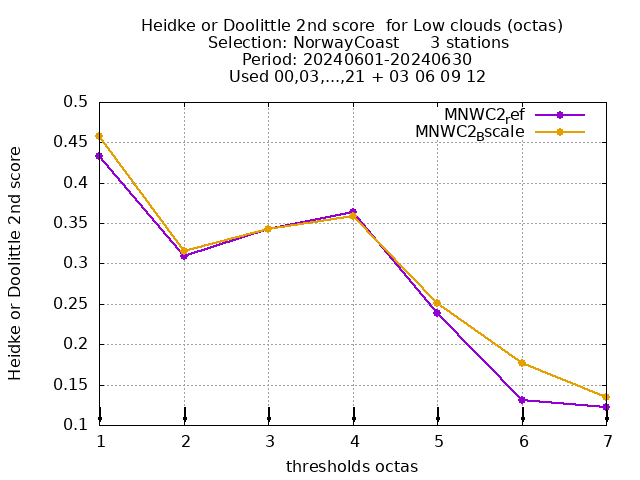 Heidke or Doolittle 2nd score  for Low clouds (octas)
Selection: NorwayCoast      3 stations
Period: 20240601-20240630
Used 00,03,...,21 + 03 06 09 12
MNWC2ref
MNWC2Bscale
Heidke or Doolittle 2nd score
0.5
0.45
0.4
0.35
0.3
0.25
0.2
0.15
0.1
1 2 3 4 5 6 7
thresholds octas